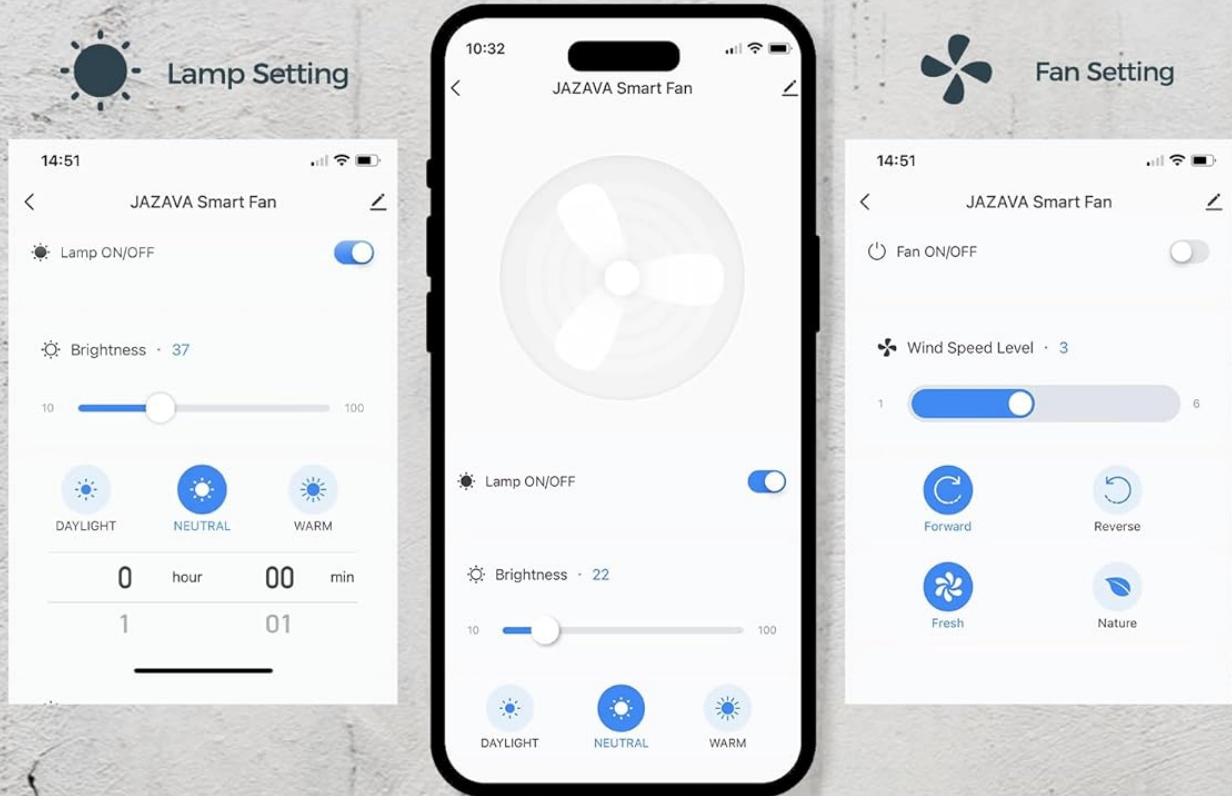 Lamp Setting
14:51
JAZAVA Smart Fan
Lamp ON/OFF
Brightness · 37
10 100
DAYLIGHT NEUTRAL WARM
0 hour 00 min
1 01
10:32
JAZAVA Smart Fan
Lamp ON/OFF
Brightness · 22
10 100
DAYLIGHT NEUTRAL WARM
Fan Setting
14:51
JAZAVA Smart Fan
Fan ON/OFF
Wind Speed Level · 3
1 6
Forward Reverse
Fresh Nature